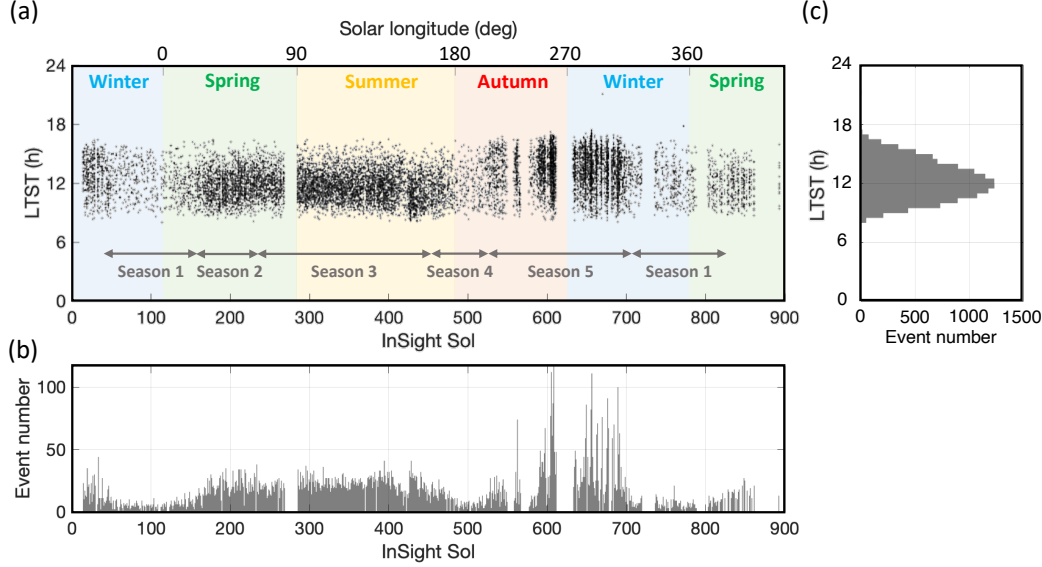 (a)
Solar longitude (deg)
0 90 180 270 360
Winter Spring Summer Autumn Winter Spring
24
18
12
6
0
LTST (h)
Season 1 Season 2 Season 3 Season 4 Season 5 Season 1
0 100 200 300 400 500 600 700 800 900
InSight Sol
(c)
24
18
12
6
0
LTST (h)
0 500 1000 1500
Event number
(b)
100
50
0
Event number
0 100 200 300 400 500 600 700 800 900
InSight Sol